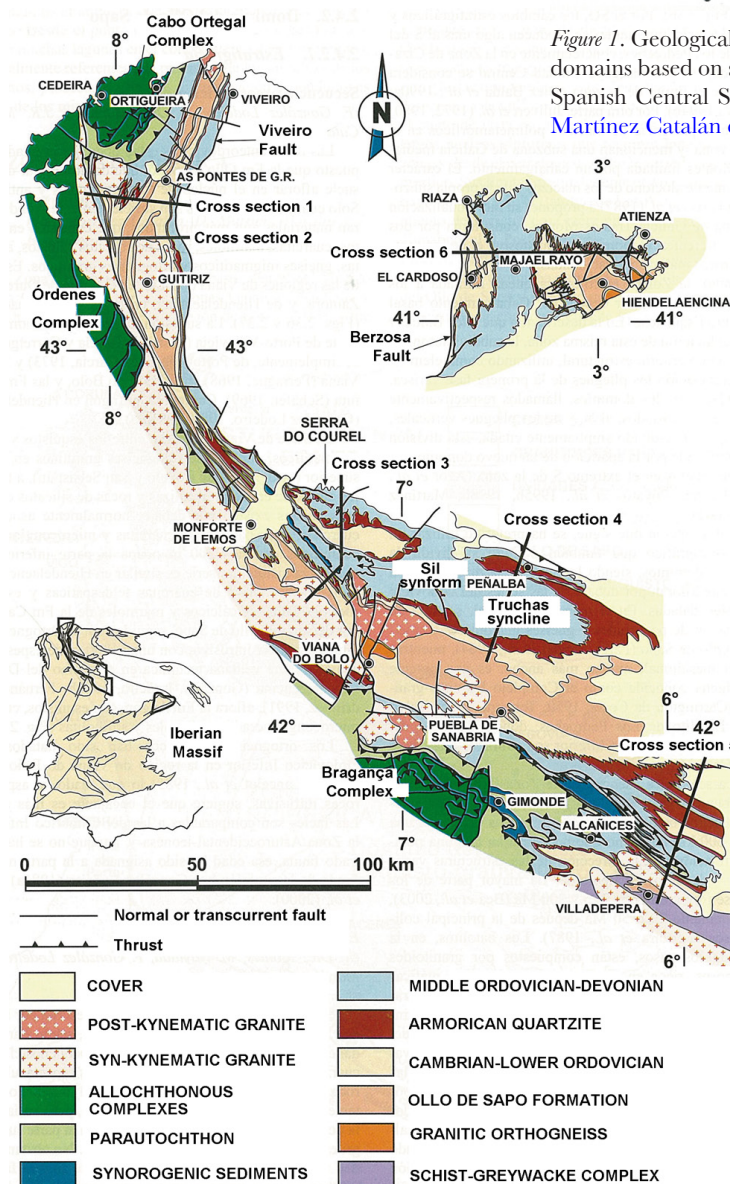 Figure 1. Geological
domains based on s
Spanish Central S
Martínez Catalán
Cabo Ortegal
Complex
8°
CEDEIRA
ORTIGUEIRA
VIVEIRO
Viveiro
Fault
N
AS PONTES DE G.R.
Cross section 1
Cross section 2
GUITIRIZ
Órdenes
Complex
43°
43°
8°
3°
RIAZA
ATIENZA
Cross section 6
MAJAELRAYO
EL CARDOSO
HIENDELAENCINA
41°
41°
Berzosa
Fault
3°
SERRA
DO COUREL
Cross section 3
7°
MONFORTE
DE LEMOS
Cross section 4
Sil
synform
PEÑALBA
Truchas
syncline
VIANA
DO BOLO
42°
6°
42°
PUEBLA DE
SANABRIA
Cross section
Iberian
Massif
Bragança
Complex
GIMONDE
ALCAÑICES
7°
VILLADEPERA
6°
0
50
100 km
Normal or transcurrent fault
Thrust
COVER
POST-KYNEMATIC GRANITE
SYN-KYNEMATIC GRANITE
ALLOCHTHONOUS
COMPLEXES
PARAUTOCHTHON
SYNOROGENIC SEDIMENTS
MIDDLE ORDOVICIAN-DEVONIAN
ARMORICAN QUARTZITE
CAMBRIAN-LOWER ORDOVICIAN
OLLO DE SAPO FORMATION
GRANITIC ORTHOGNEISS
SCHIST-GREYWACKE COMPLEX